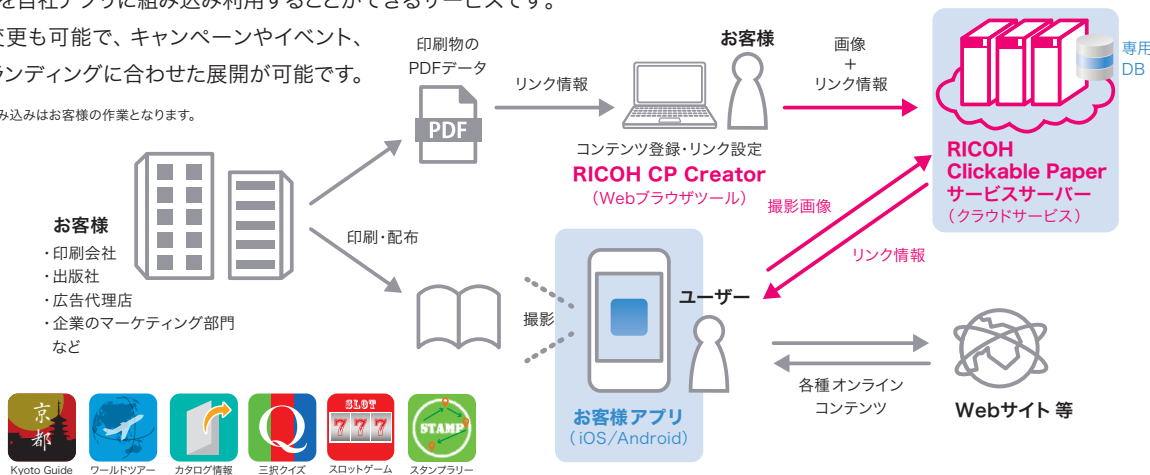 を自社アプリに組み込み利用することができるサービスです。
変更も可能で、キャンペーンやイベント、
ランディングに合わせた展開が可能です。
み込みはお客様の作業となります。
お客様
・印刷会社
・出版社
・広告代理店
・企業のマーケティング部門
など
印刷物の
PDFデータ
PDF
リンク情報
お客様
コンテンツ登録・リンク設定
RICOH CP Creator
(Webブラウザツール)
画像
+
リンク情報
専用
DB
RICOH
Clickable Paper
サービスサーバー
(クラウドサービス)
撮影画像
リンク情報
印刷・配布
撮影
ユーザー
お客様アプリ
(iOS/Android)
各種オンライン
コンテンツ
Webサイト 等
京
都
Q
SLOT
777
STAMP
Kyoto Guide
ワールドツアー
カタログ情報
三択クイズ
スロットゲーム
スタンプラリー